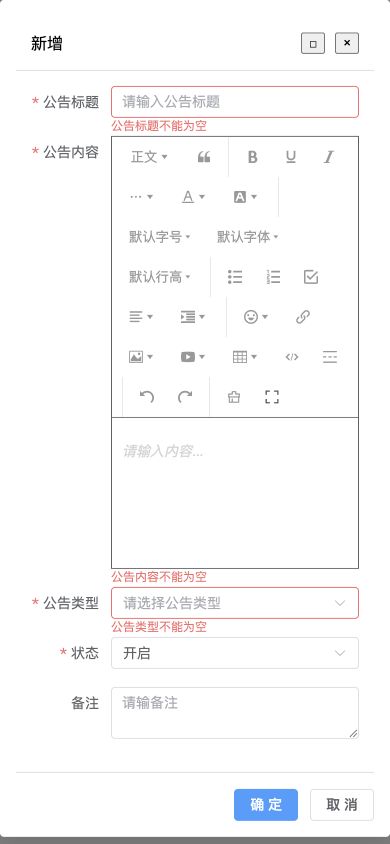 新增
* 公告标题
请输入公告标题
公告标题不能为空
* 公告内容
正文
B U I
A A
默认字号 默认字体
默认行高
请输入内容...
公告内容不能为空
* 公告类型
请选择公告类型
公告类型不能为空
* 状态
开启
备注
请输备注
确 定
取 消